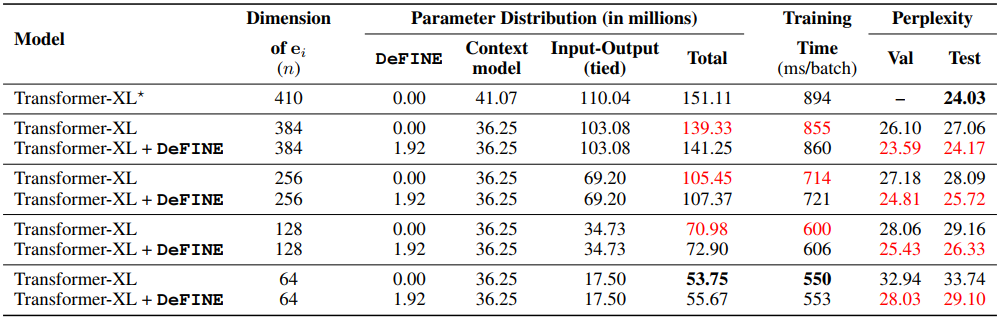 Model Dimension of e_i (n) Parameter Distribution (in millions) Training Time (ms/batch) Perplexity
DeFINE Context model Input-Output (tied) Total Val Test
Transformer-XL* 410 0.00 41.07 110.04 151.11 894 – 24.03
Transformer-XL 384 0.00 36.25 103.08 139.33 855 26.10 27.06
Transformer-XL + DeFINE 384 1.92 36.25 103.08 141.25 860 23.59 24.17
Transformer-XL 256 0.00 36.25 69.20 105.45 714 27.18 28.09
Transformer-XL + DeFINE 256 1.92 36.25 69.20 107.37 721 24.81 25.72
Transformer-XL 128 0.00 36.25 34.73 70.98 600 28.06 29.16
Transformer-XL + DeFINE 128 1.92 36.25 34.73 72.90 606 25.43 26.33
Transformer-XL 64 0.00 36.25 17.50 53.75 550 32.94 33.74
Transformer-XL + DeFINE 64 1.92 36.25 17.50 55.67 553 28.03 29.10